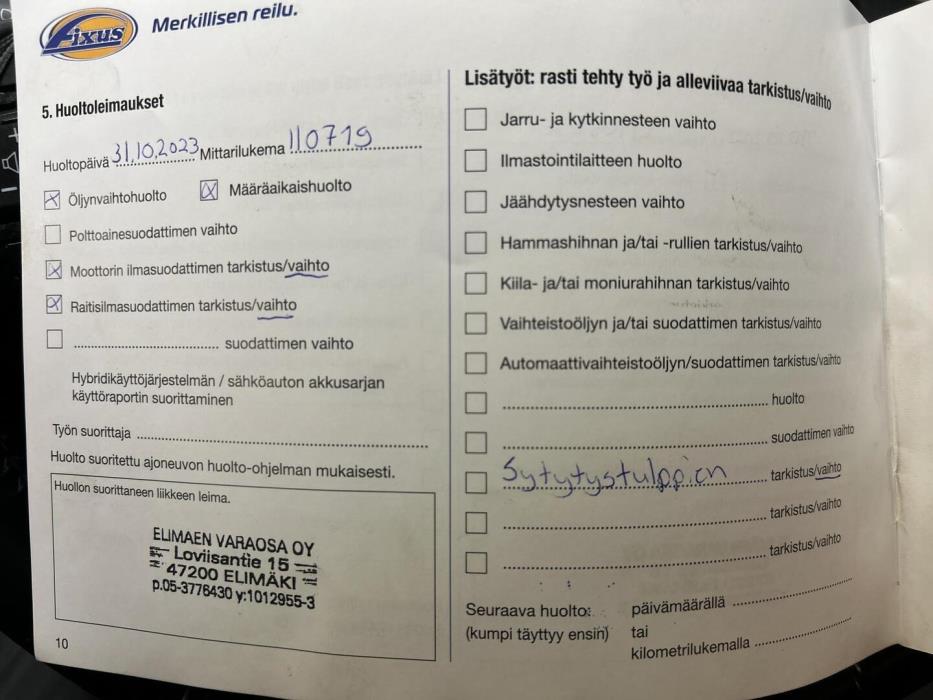 Fixus Merkillisen reilu.
5. Huoltoleimaukset
Huoltopäivä 31.10.2023 Mittarilukema 110719
Öljynvaihtohuolto Määräaikaishuolto
Polttoainesuodattimen vaihto
Moottorin ilmasuodattimen tarkistus/vaihto
Raitisilmasuodattimen tarkistus/vaihto
........................................ suodattimen vaihto
Hybridikäyttöjärjestelmän / sähköauton akkusarjan
käyttöraportin suorittaminen
Työn suorittaja ........................................
Huolto suoritettu ajoneuvon huolto-ohjelman mukaisesti.
Huollon suorittaneen liikkeen leima.
ELIMAEN VARAOSA OY
Loviisantie 15
47200 ELIMÄKI
p.05-3776430 y:1012955-3
10
Lisätyöt: rasti tehty työ ja alleviivaa tarkistus/vaihto
Jarru- ja kytkinnesteen vaihto
Ilmastointilaitteen huolto
Jäähdytysnesteen vaihto
Hammashihnan ja/tai -rullien tarkistus/vaihto
Kiila- ja/tai moniurahihnan tarkistus/vaihto
Vaihteistoöljyn ja/tai suodattimen tarkistus/vaihto
Automaattivaihteistoöljyn/suodattimen tarkistus/vaihto
........................................ huolto
........................................ suodattimen vaihto
Sytytystulppien tarkistus/vaihto
........................................ tarkistus/vaihto
........................................ tarkistus/vaihto
Seuraava huolto: päivämäärällä ....................
(kumpi täyttyy ensin) tai
kilometrilukemalla ....................